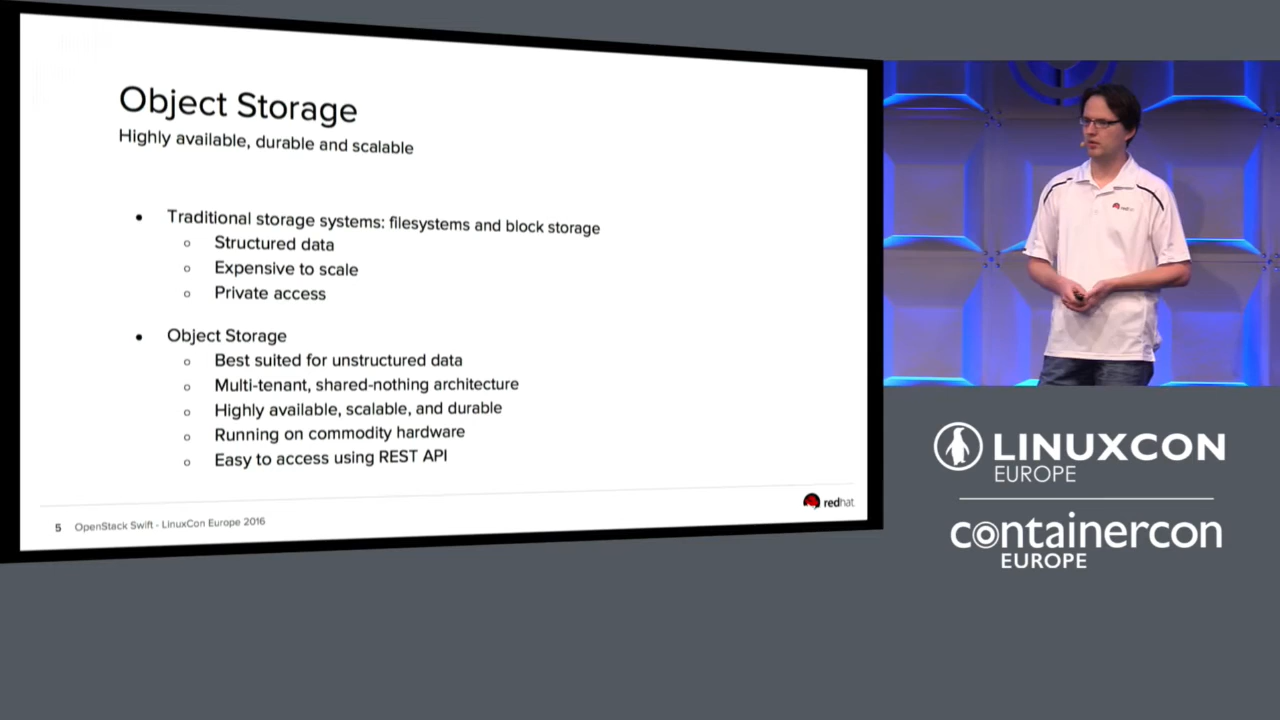 Object Storage
Highly available, durable and scalable
• Traditional storage systems: filesystems and block storage
○ Structured data
○ Expensive to scale
○ Private access
• Object Storage
○ Best suited for unstructured data
○ Multi-tenant, shared-nothing architecture
○ Highly available, scalable, and durable
○ Running on commodity hardware
○ Easy to access using REST API
redhat
5 OpenStack Swift - LinuxCon Europe 2016
LINUXCON
EUROPE
containercon
EUROPE